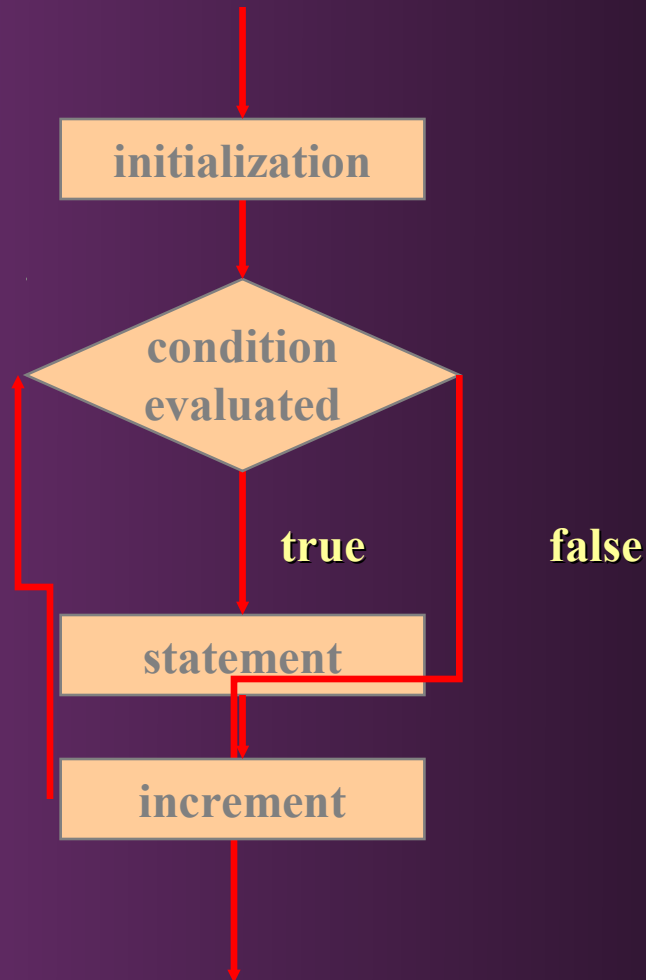 initialization
condition
evaluated
true
false
statement
increment